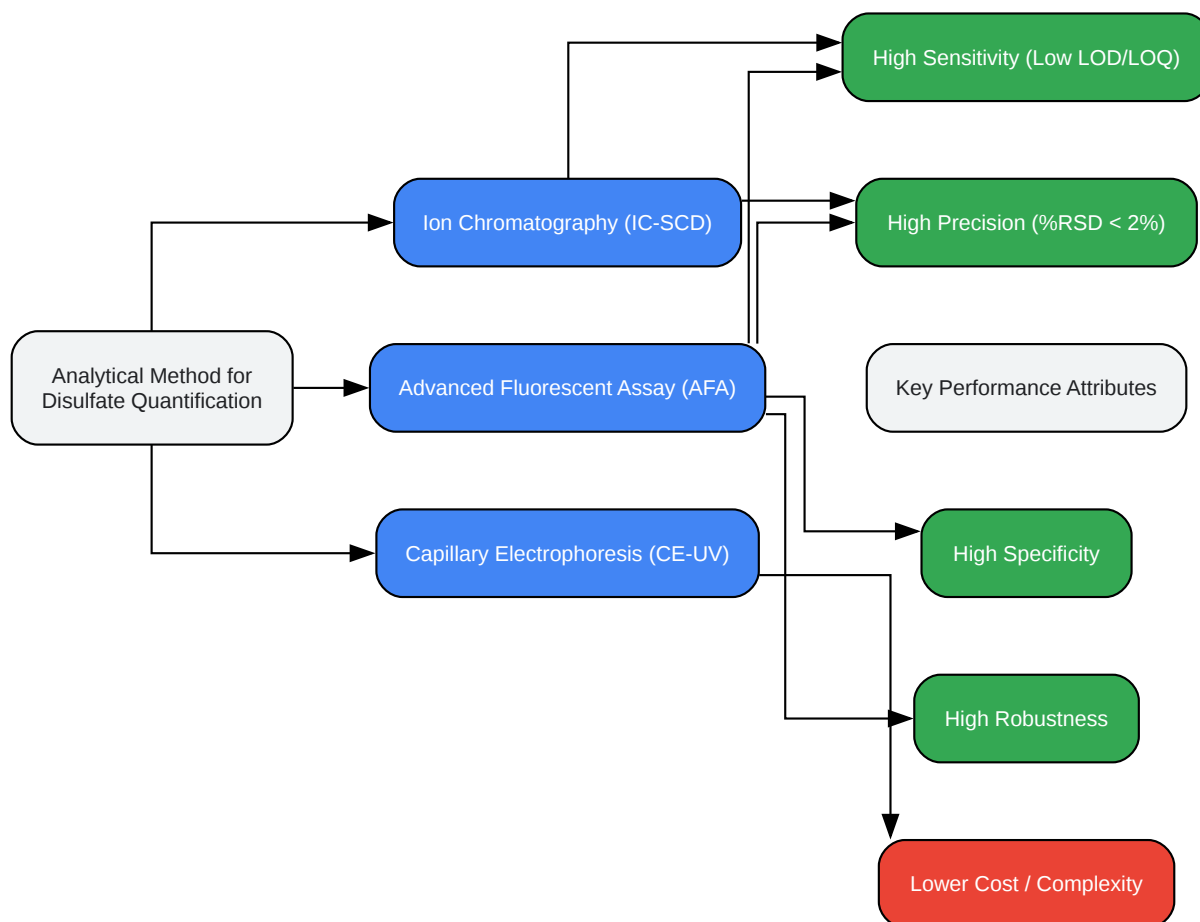 High Sensitivity (Low LOD/LOQ)
Ion Chromatography (IC-SCD)
High Precision (%RSD < 2%)
Analytical Method for
Disulfate Quantification
Advanced Fluorescent Assay (AFA)
Key Performance Attributes
Capillary Electrophoresis (CE-UV)
High Specificity
High Robustness
Lower Cost / Complexity